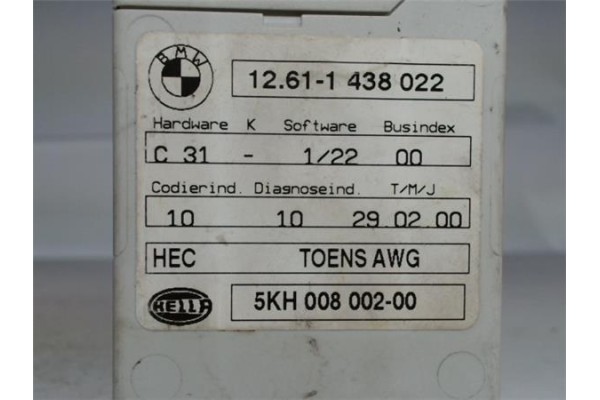 BMW 12.61-1 438 022
Hardware K Software Busindex
C 31 - 1/22 00
Codierind. Diagnoseind. T/M/J
10 10 29.02.00
HEC TOENS AWG
HELLA 5KH 008 002-00